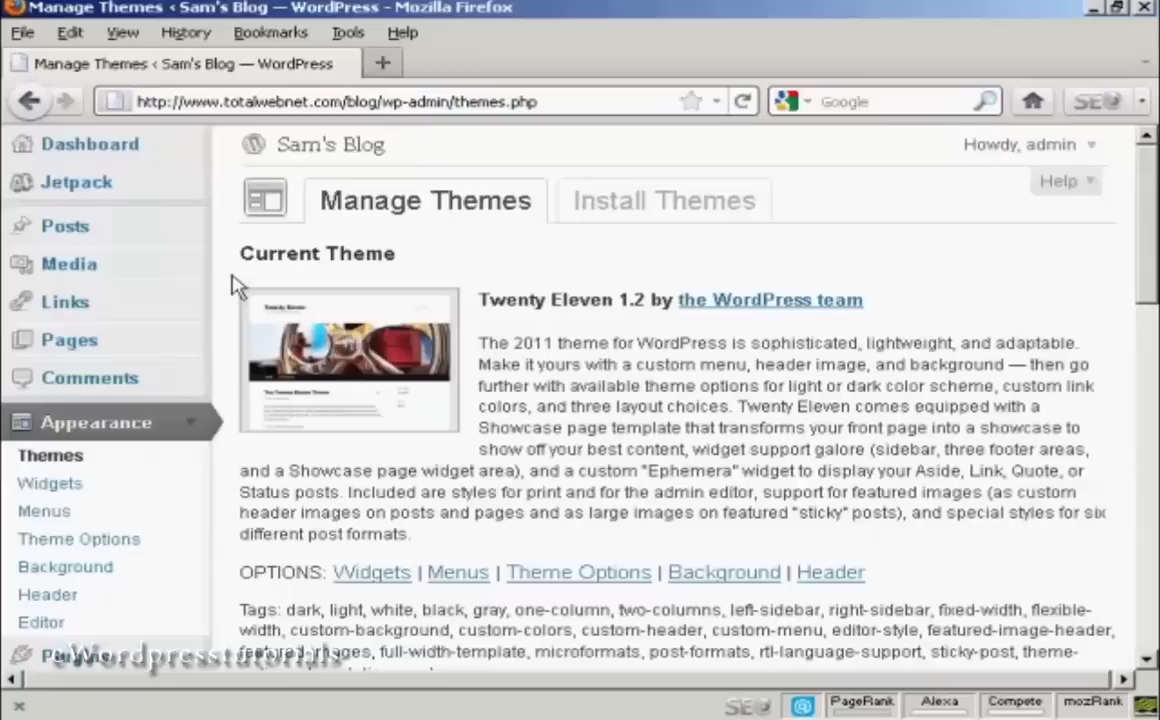 Manage Themes ‹ Sam's Blog — WordPress - Mozilla Firefox
File Edit View History Bookmarks Tools Help
Manage Themes ‹ Sam's Blog — WordPress
http://www.totalwebnet.com/blog/wp-admin/themes.php Google SEO
Dashboard
Jetpack
Posts
Media
Links
Pages
Comments
Appearance
Themes
Widgets
Menus
Theme Options
Background
Header
Editor
Sam's Blog Howdy, admin
Help
Manage Themes Install Themes
Current Theme
Twenty Eleven
Twenty Eleven 1.2 by the WordPress team
The 2011 theme for WordPress is sophisticated, lightweight, and adaptable.
Make it yours with a custom menu, header image, and background — then go
further with available theme options for light or dark color scheme, custom link
colors, and three layout choices. Twenty Eleven comes equipped with a
Showcase page template that transforms your front page into a showcase to
show off your best content, widget support galore (sidebar, three footer areas,
and a Showcase page widget area), and a custom "Ephemera" widget to display your Aside, Link, Quote, or
Status posts. Included are styles for print and for the admin editor, support for featured images (as custom
header images on posts and pages and as large images on featured "sticky" posts), and special styles for six
different post formats.
OPTIONS: Widgets | Menus | Theme Options | Background | Header
Tags: dark, light, white, black, gray, one-column, two-columns, left-sidebar, right-sidebar, fixed-width, flexible-
width, custom-background, custom-colors, custom-header, custom-menu, editor-style, featured-image-header,
featured-images, full-width-template, microformats, post-formats, rtl-language-support, sticky-post, theme-
eWordpresstutorials
SEO PageRank Alexa Compete mozRank